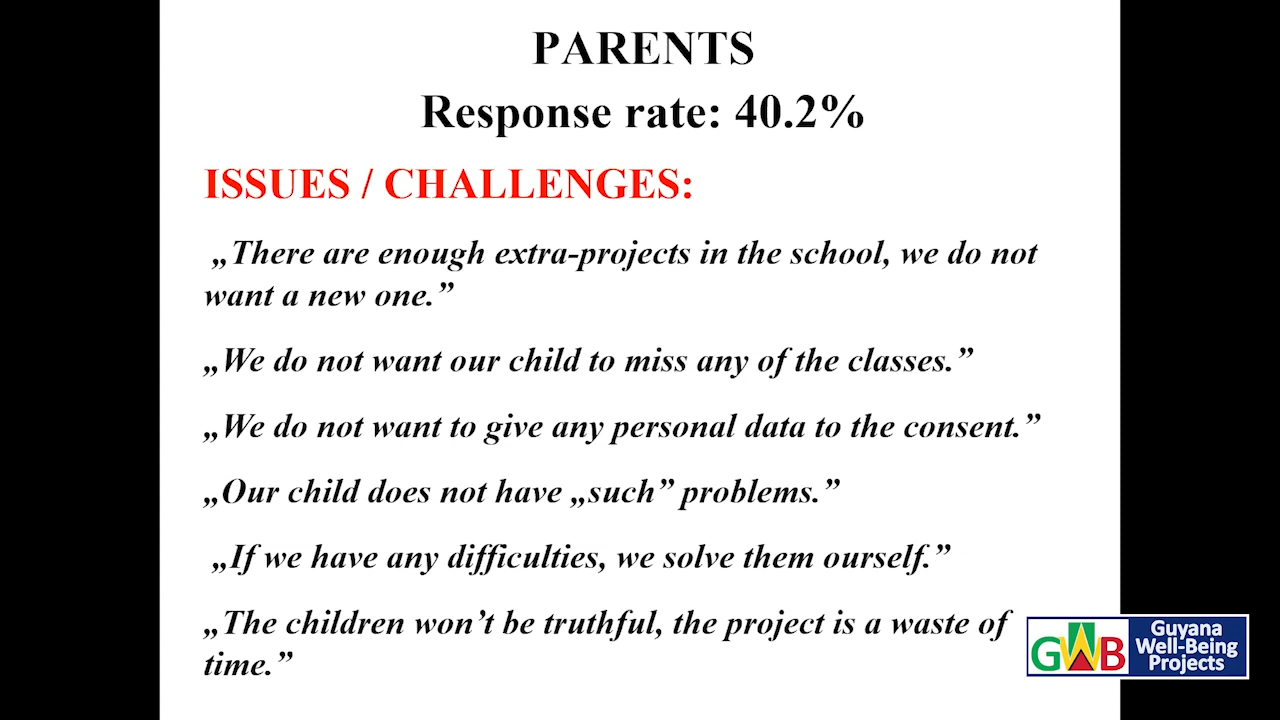 PARENTS
Response rate: 40.2%
ISSUES / CHALLENGES:
„There are enough extra-projects in the school, we do not
want a new one.”
„We do not want our child to miss any of the classes.”
„We do not want to give any personal data to the consent.”
„Our child does not have „such” problems.”
„If we have any difficulties, we solve them ourself.”
„The children won’t be truthful, the project is a waste of
time.”
GWB
Guyana
Well-Being
Projects